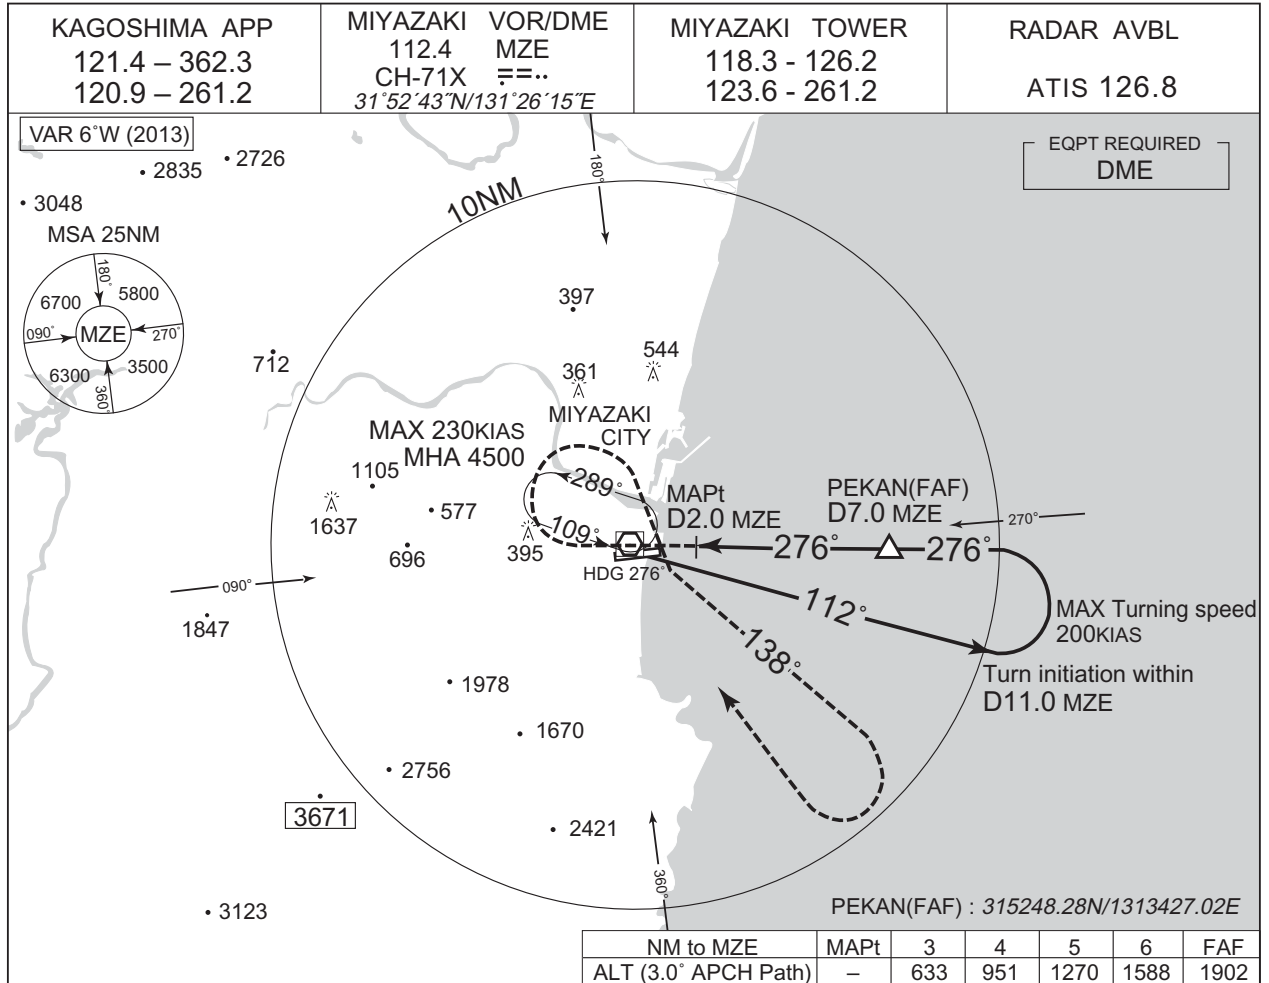 KAGOSHIMA APP
121.4 – 362.3
120.9 – 261.2
MIYAZAKI VOR/DME
112.4 MZE
CH-71X
31°52´43˝N/131°26´15˝E
MIYAZAKI TOWER
118.3 - 126.2
123.6 - 261.2
RADAR AVBL
ATIS 126.8
VAR 6°W (2013)
EQPT REQUIRED
DME
2835
2726
3048
MSA 25NM
180°
6700
5800
090°
MZE
270°
6300
3500
360°
10NM
180°
397
712
361
544
MIYAZAKI
CITY
MAX 230KIAS
MHA 4500
1105
1637
577
696
395
289°
109°
HDG 276°
MAPt
D2.0 MZE
PEKAN(FAF)
D7.0 MZE
270°
276°
276°
112°
138°
MAX Turning speed
200KIAS
Turn initiation within
D11.0 MZE
090°
1847
1978
1670
2756
3671
2421
360°
3123
PEKAN(FAF) : 315248.28N/1313427.02E
NM to MZE MAPt 3 4 5 6 FAF
ALT (3.0° APCH Path) – 633 951 1270 1588 1902